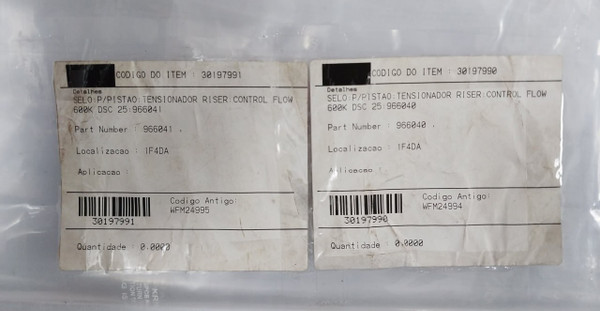 CODIGO DO ITEM : 30197991
Detalhes
SELO:P/PISTAO:TENSIONADOR RISER:CONTROL FLOW
600K DSC 25:966041
Part Number : 966041 .
Localizacao : 1F4DA
Aplicacao :
Codigo Antigo:
WFM24995
30197991
Quantidade : 0.0000
CODIGO DO ITEM : 30197990
Detalhes
SELO:P/PISTAO:TENSIONADOR RISER:CONTROL FLOW
600K DSC 25:966040
Part Number : 966040 .
Localizacao : 1F4DA
Aplicacao
Codigo Antigo:
WFM24994
30197990
Quantidade : 0.0000